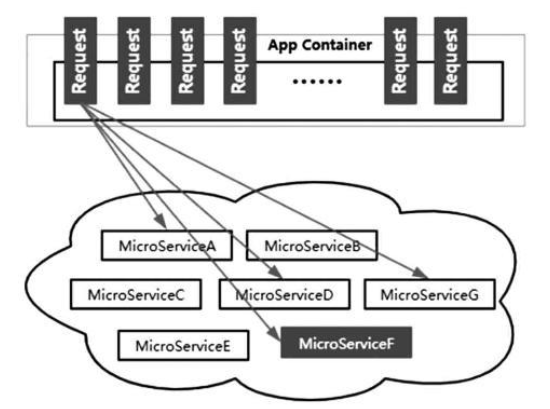 Request
Request
Request
Request
App Container
......
Request
Request
MicroServiceA
MicroServiceB
MicroServiceC
MicroServiceD
MicroServiceG
MicroServiceE
MicroServiceF